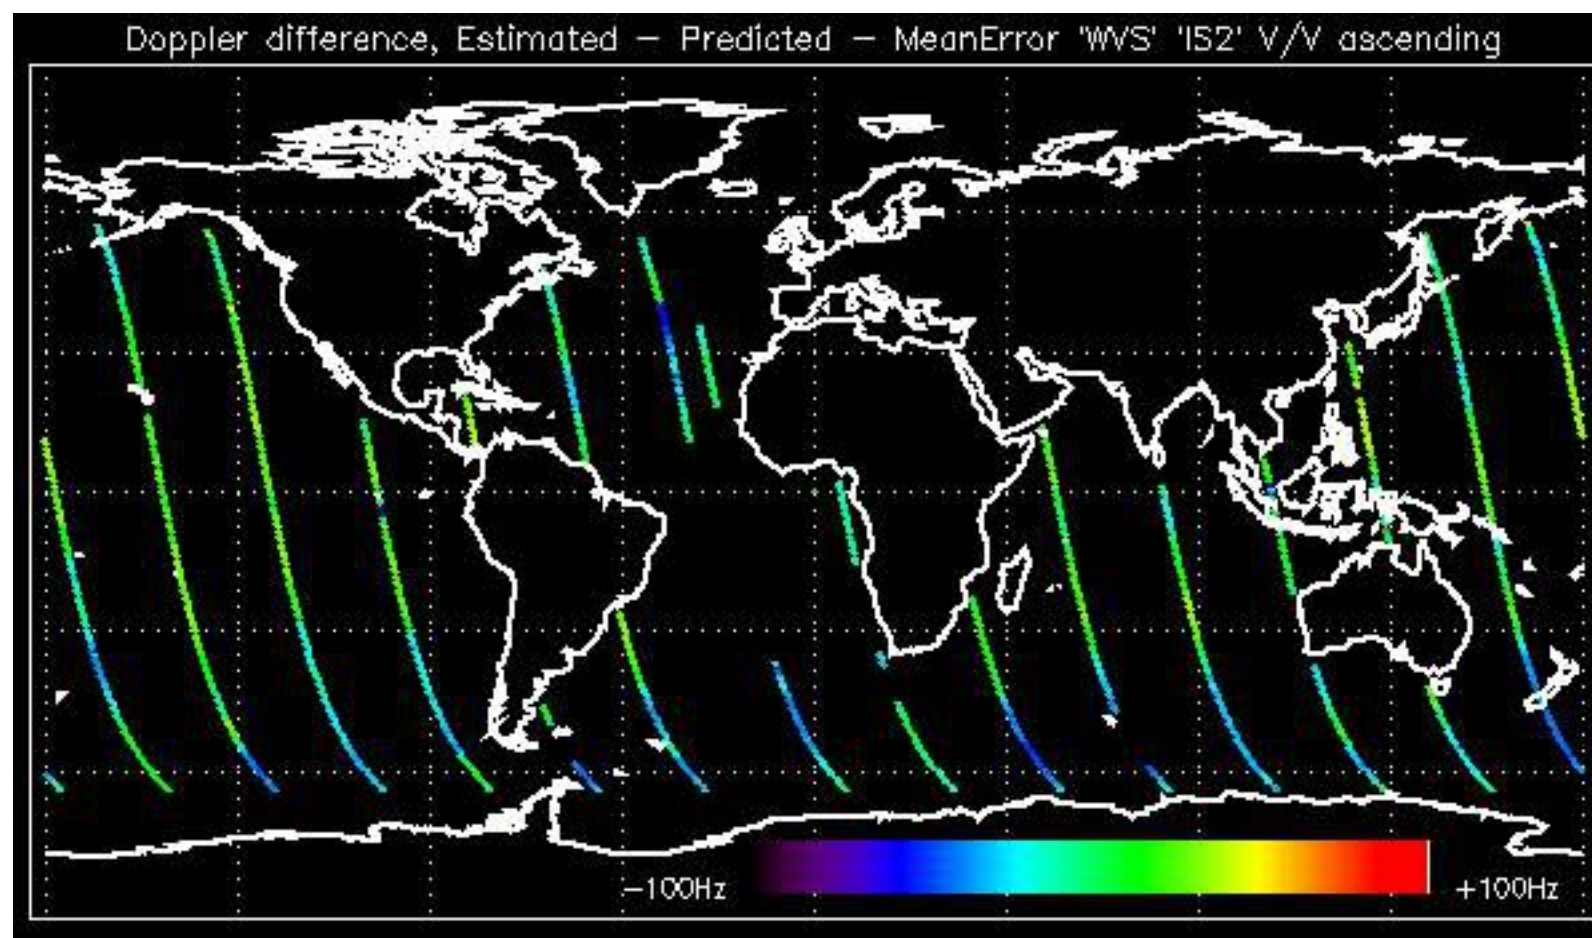 Doppler difference, Estimated – Predicted – MeanError 'WVS' 'IS2' V/V ascending
–100Hz +100Hz